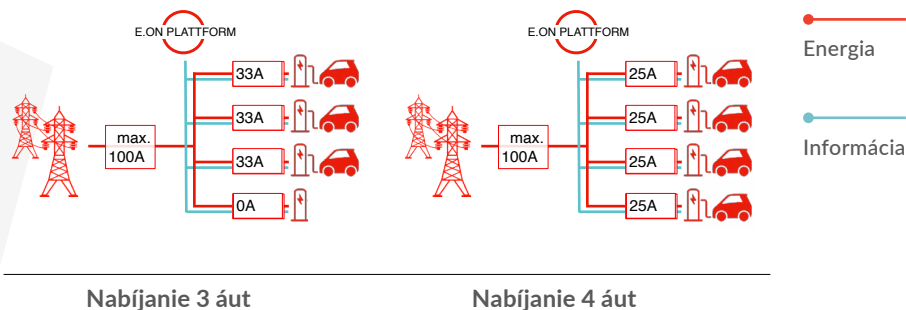 E.ON PLATTFORM
33A
33A
max.
100A
33A
0A
Nabíjanie 3 áut
E.ON PLATTFORM
25A
25A
max.
100A
25A
25A
Nabíjanie 4 áut
Energia
Informácia